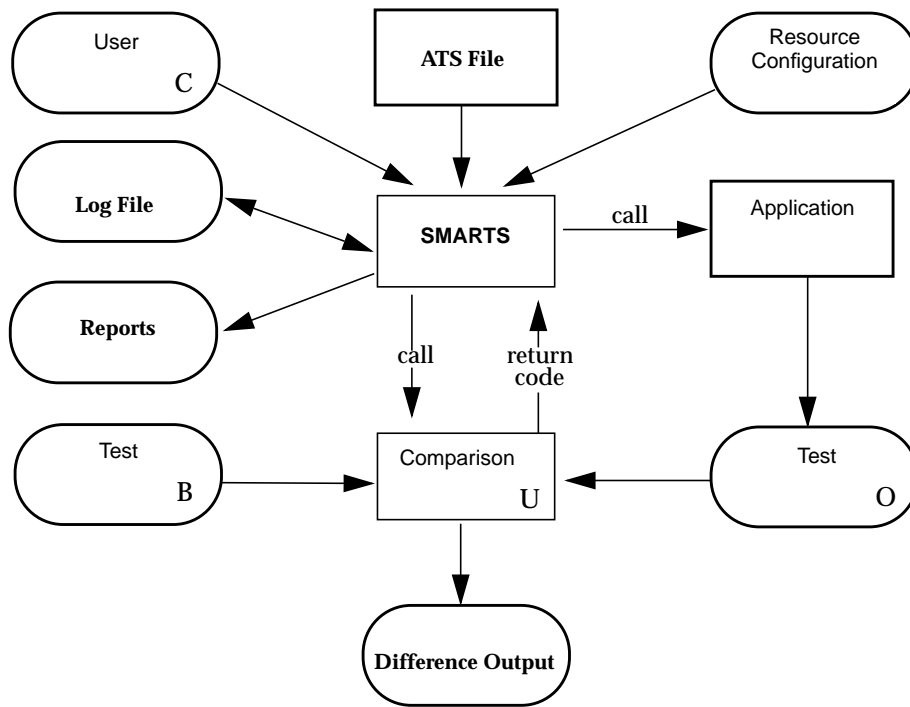 User
C
ATS File
Resource
Configuration
Log File
SMARTS
call
Application
Reports
call
return
code
Test
B
Comparison
U
Test
O
Difference Output